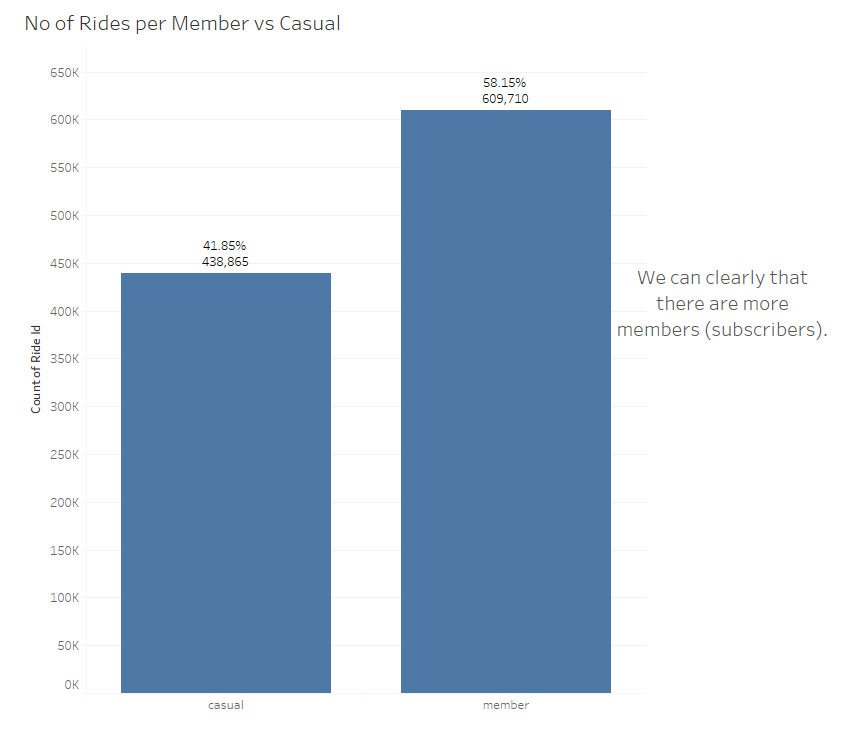 No of Rides per Member vs Casual
650K
600K
550K
500K
450K
400K
350K
300K
250K
200K
150K
100K
50K
0K
Count of Ride Id
41.85%
438,865
58.15%
609,710
casual
member
We can clearly that
there are more
members (subscribers).